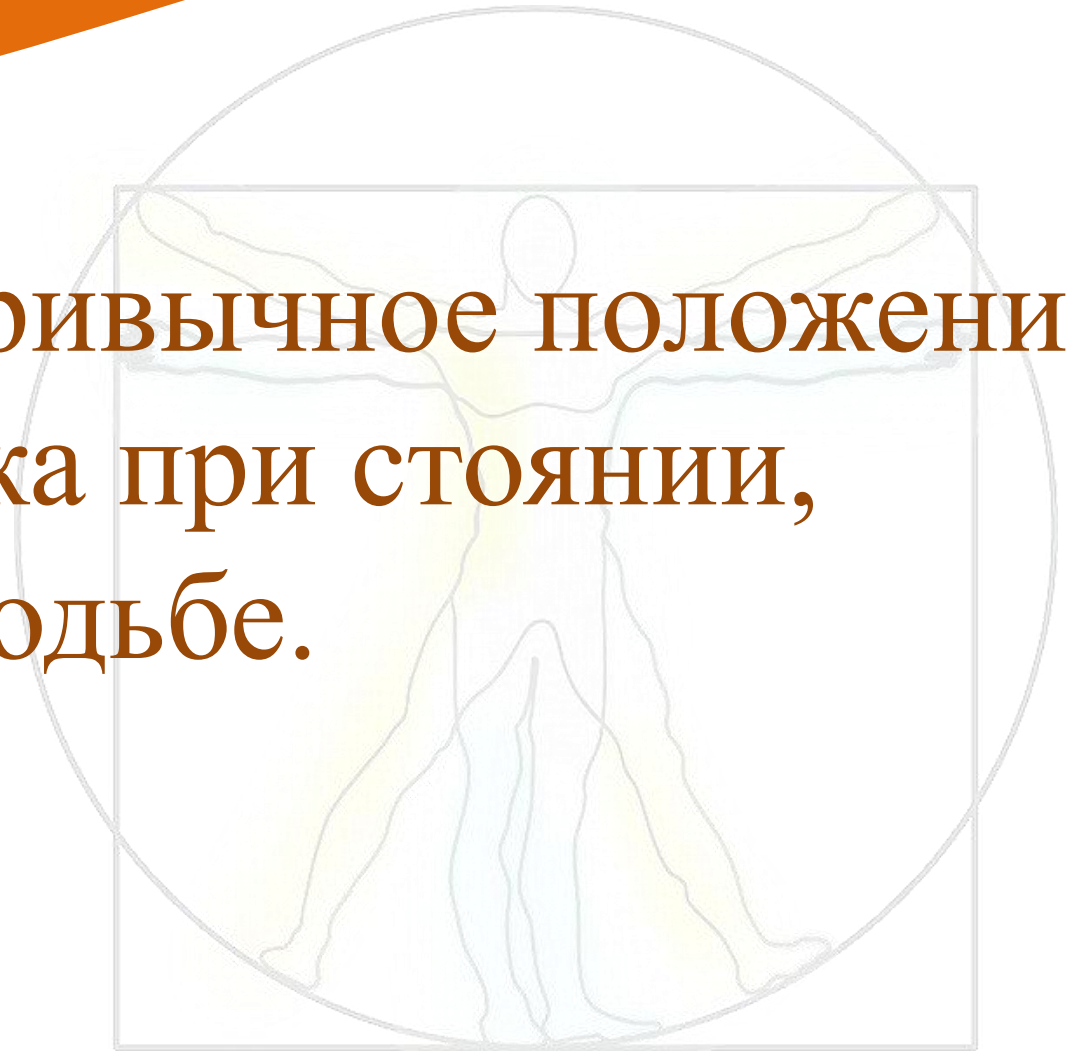 ривычное положени
ка при стоянии,
одьбе.